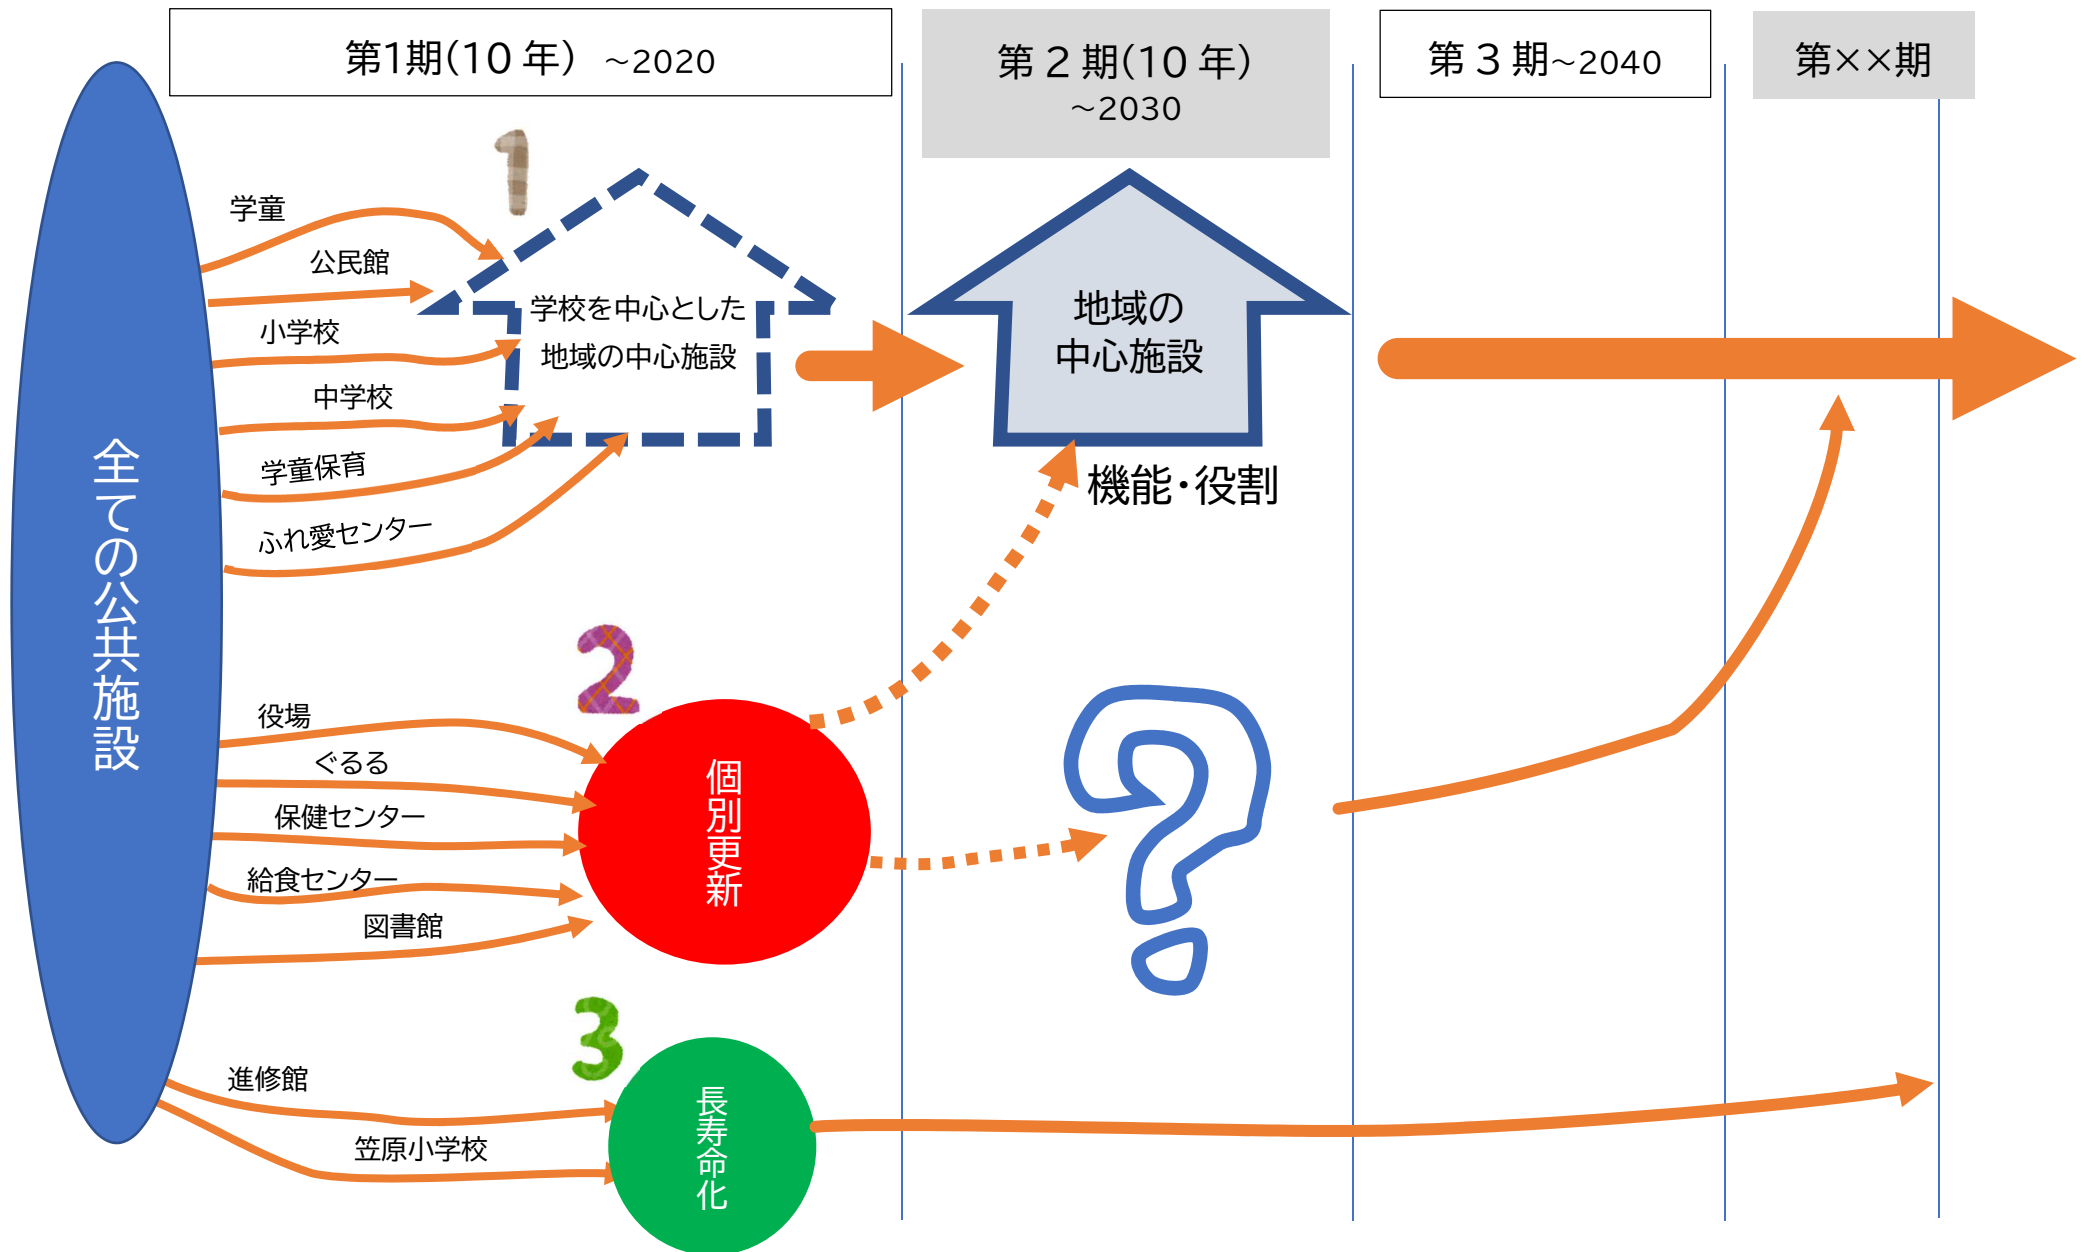 第1期(10年) ～2020
第2期(10年)
～2030
第3期～2040
第××期
全ての公共施設
1
学童
公民館
小学校
中学校
学童保育
ふれ愛センター
学校を中心とした
地域の中心施設
地域の
中心施設
機能・役割
2
役場
ぐるる
保健センター
給食センター
図書館
個別更新
?
3
進修館
笠原小学校
長寿命化